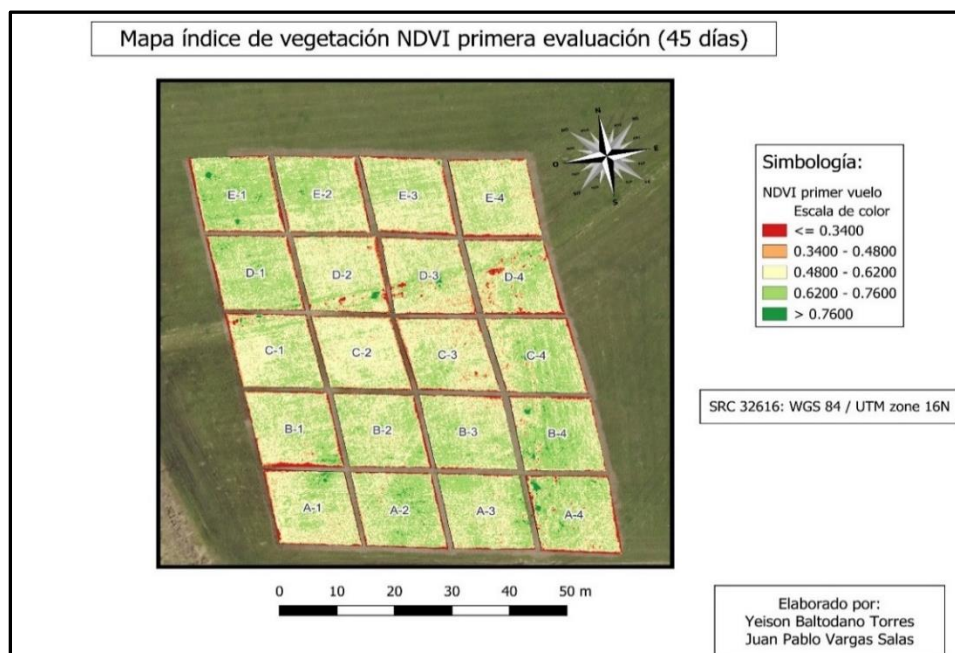 Mapa índice de vegetación NDVI primera evaluación (45 días)
N
E
S
O
E-1 E-2 E-3 E-4
D-1 D-2 D-3 D-4
C-1 C-2 C-3 C-4
B-1 B-2 B-3 B-4
A-1 A-2 A-3 A-4
Simbología:
NDVI primer vuelo
Escala de color
<= 0.3400
0.3400 - 0.4800
0.4800 - 0.6200
0.6200 - 0.7600
> 0.7600
SRC 32616: WGS 84 / UTM zone 16N
0 10 20 30 40 50 m
Elaborado por:
Yeison Baltodano Torres
Juan Pablo Vargas Salas